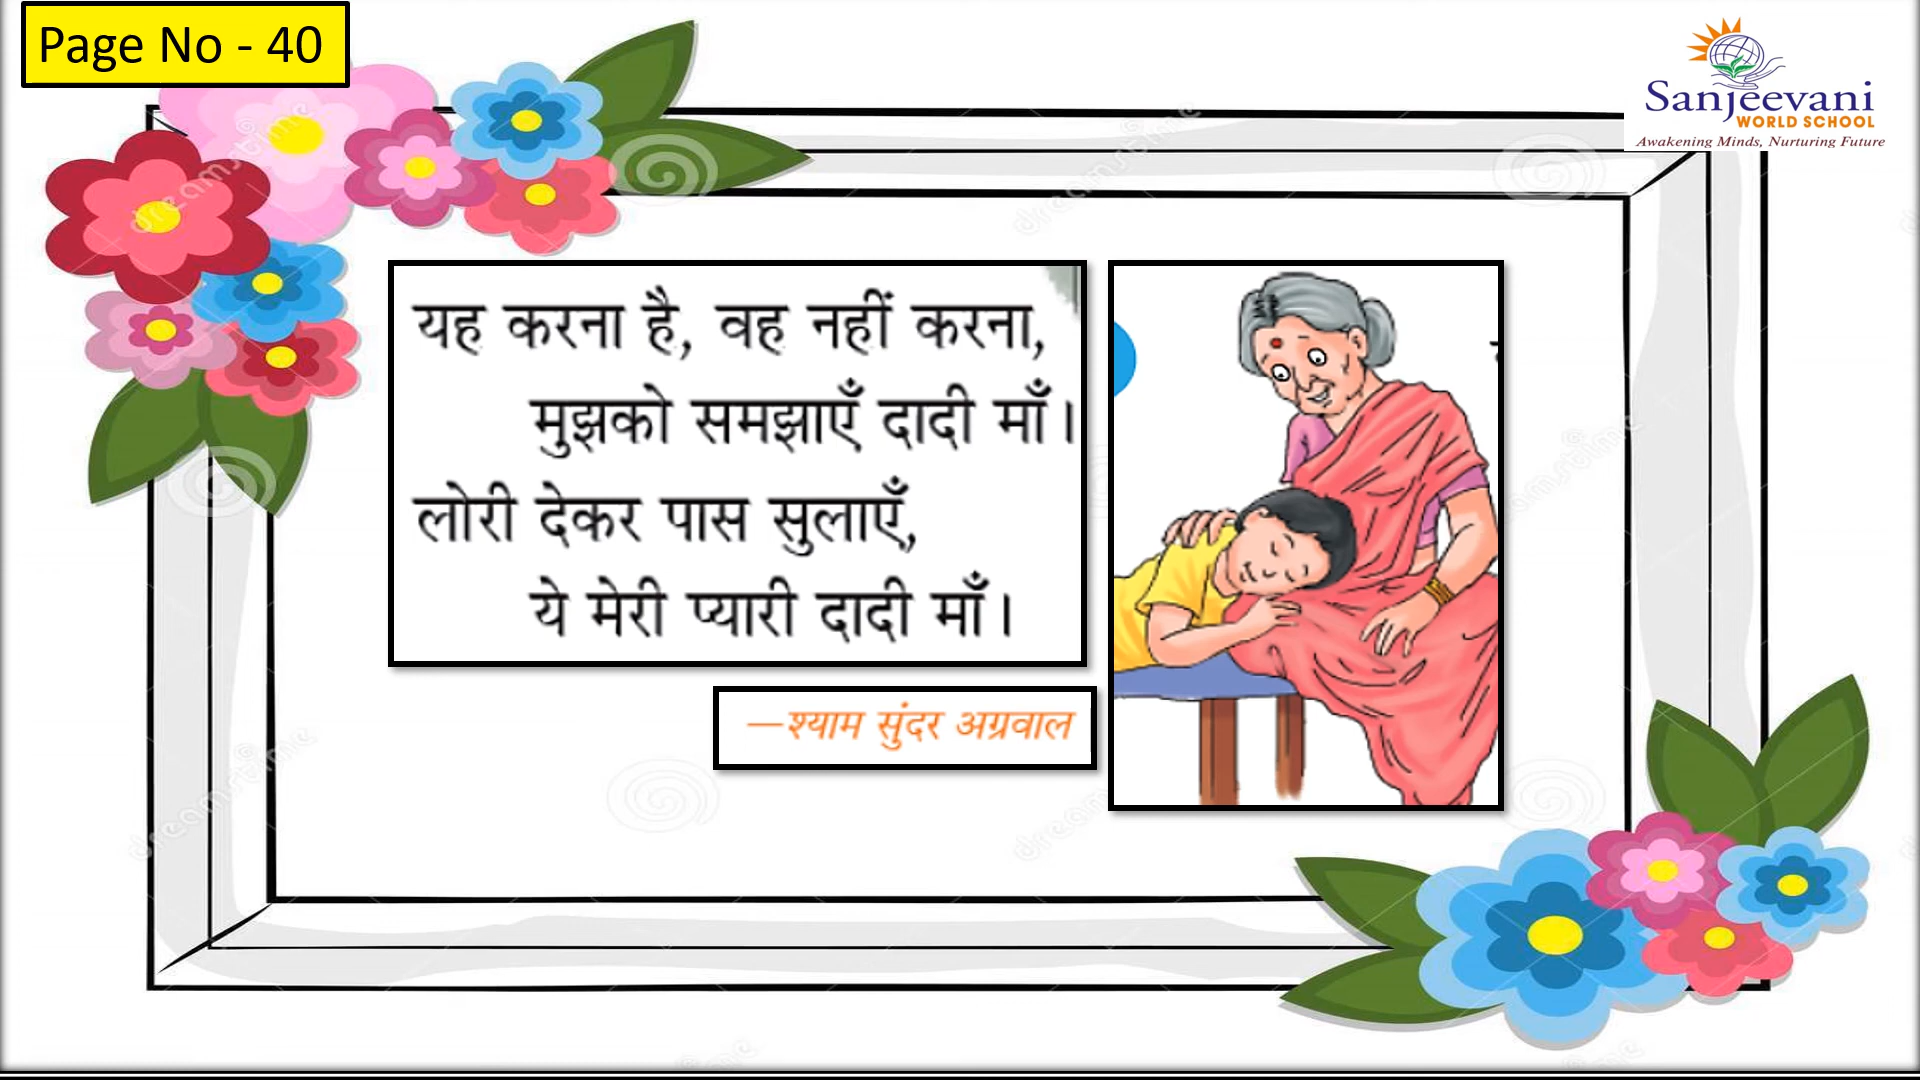 Page No - 40
Sanjeevani
WORLD SCHOOL
Awakening Minds, Nurturing Future
यह करना है, वह नहीं करना,
मुझको समझाएँ दादी माँ।
लोरी देकर पास सुलाएँ,
ये मेरी प्यारी दादी माँ।
—श्याम सुंदर अग्रवाल
dreamstime